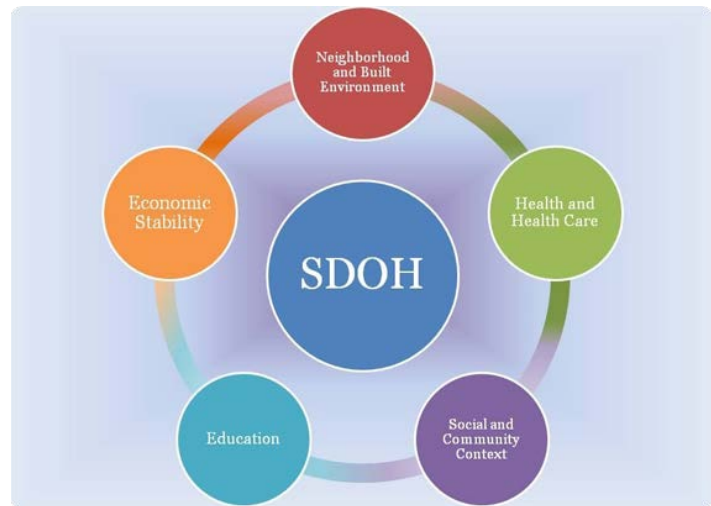 Neighborhood
and Built
Environment
Economic
Stability
Health and
Health Care
SDOH
Education
Social and
Community
Context